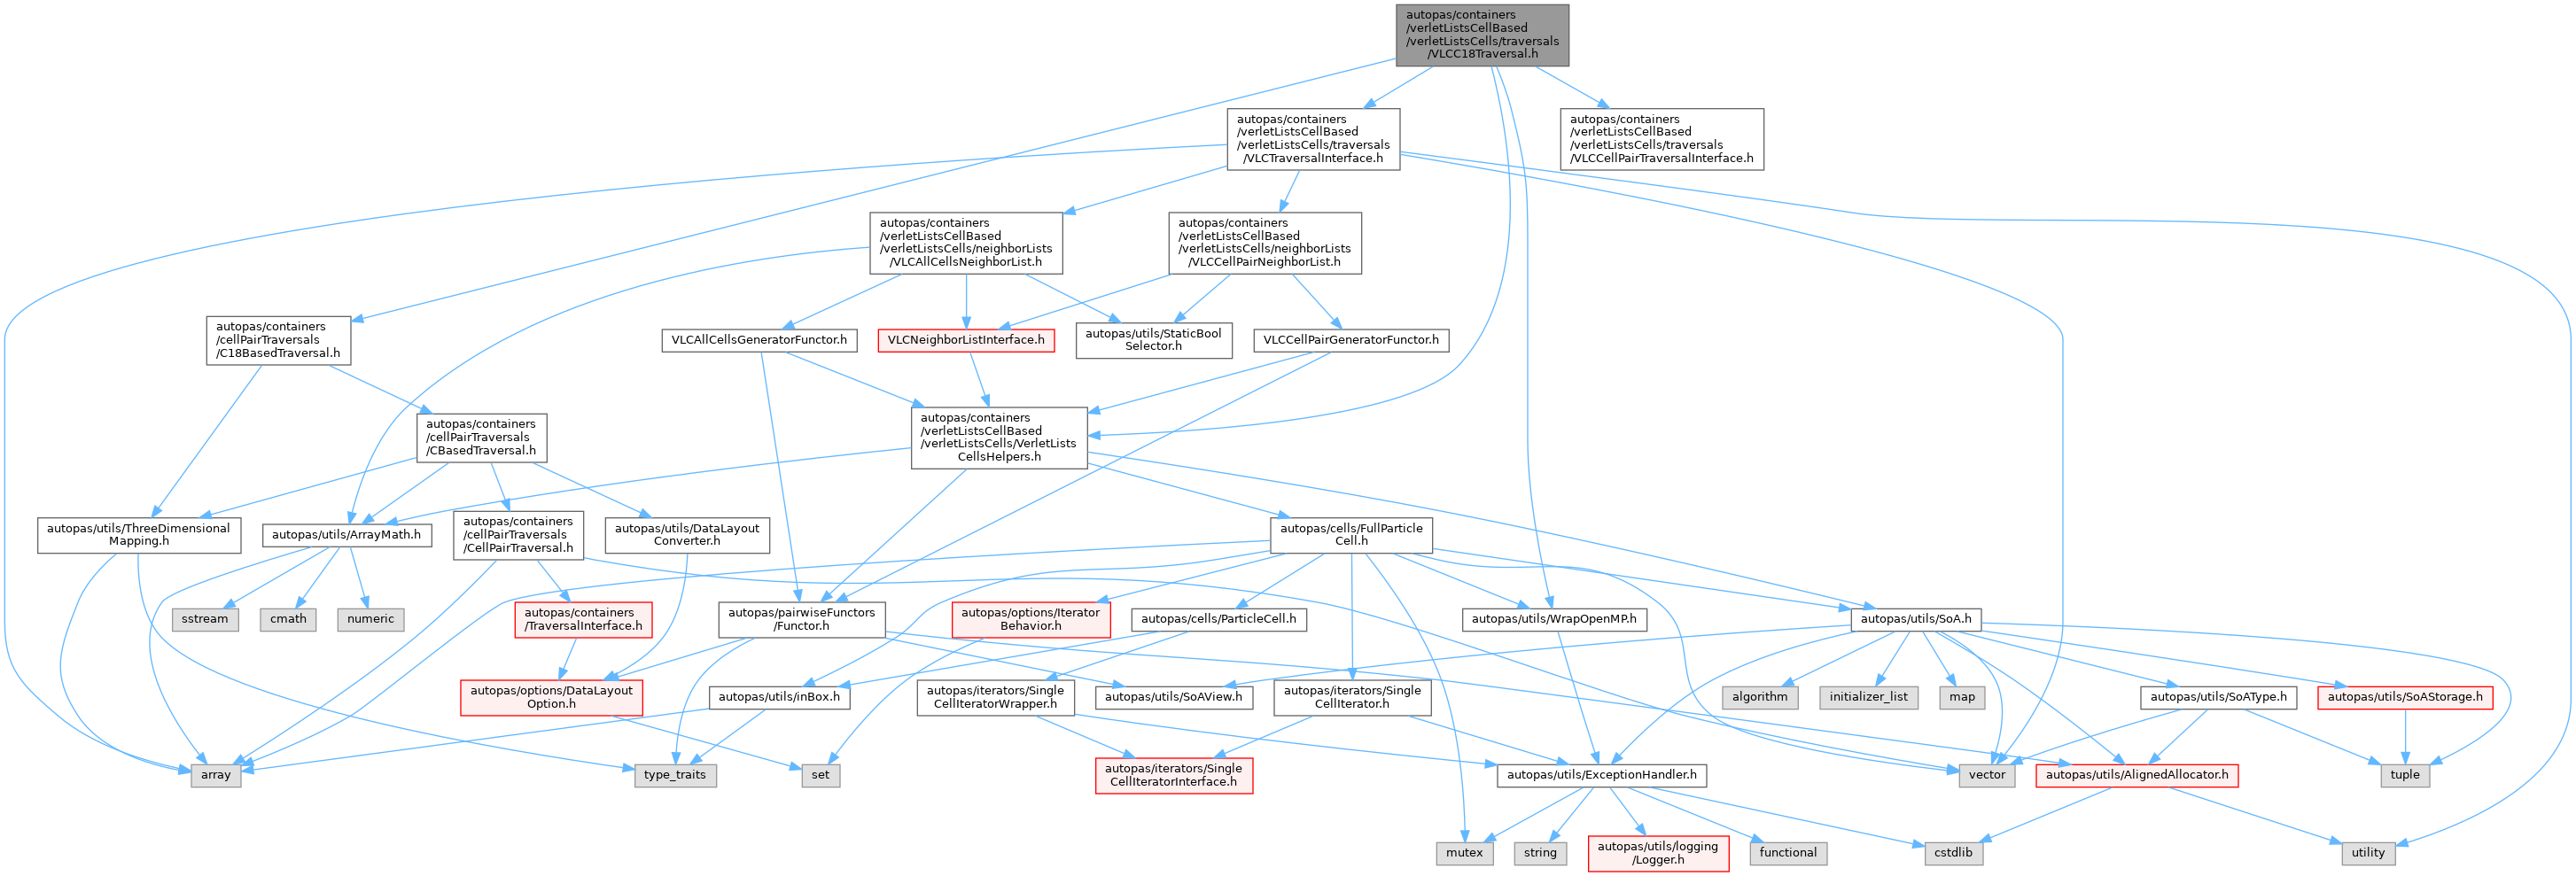 autopas/containers
/verletListsCellBased
/verletListsCells/traversals
/VLCC18Traversal.h
autopas/containers
/verletListsCellBased
/verletListsCells/traversals
/VLCTraversalInterface.h
autopas/containers
/verletListsCellBased
/verletListsCells/traversals
/VLCCellPairTraversalInterface.h
autopas/containers
/verletListsCellBased
/verletListsCells/neighborLists
/VLCAllCellsNeighborList.h
autopas/containers
/verletListsCellBased
/verletListsCells/neighborLists
/VLCCellPairNeighborList.h
autopas/containers
/cellPairTraversals
/C18BasedTraversal.h
VLCAllCellsGeneratorFunctor.h
VLCNeighborListInterface.h
autopas/utils/StaticBool
Selector.h
VLCCellPairGeneratorFunctor.h
autopas/containers
/cellPairTraversals
/CBasedTraversal.h
autopas/containers
/verletListsCellBased
/verletListsCells/VerletLists
CellsHelpers.h
autopas/utils/ThreeDimensional
Mapping.h
autopas/utils/ArrayMath.h
autopas/containers
/cellPairTraversals
/CellPairTraversal.h
autopas/utils/DataLayout
Converter.h
autopas/cells/FullParticle
Cell.h
sstream
cmath
numeric
autopas/containers
/TraversalInterface.h
autopas/pairwiseFunctors
/Functor.h
autopas/options/Iterator
Behavior.h
autopas/cells/ParticleCell.h
autopas/utils/WrapOpenMP.h
autopas/utils/SoA.h
autopas/options/DataLayout
Option.h
autopas/utils/inBox.h
autopas/iterators/Single
CellIteratorWrapper.h
autopas/utils/SoAView.h
autopas/iterators/Single
CellIterator.h
algorithm
initializer_list
map
autopas/utils/SoAType.h
autopas/utils/SoAStorage.h
array
type_traits
set
autopas/iterators/Single
CellIteratorInterface.h
autopas/utils/ExceptionHandler.h
vector
autopas/utils/AlignedAllocator.h
tuple
mutex
string
autopas/utils/logging
/Logger.h
functional
cstdlib
utility